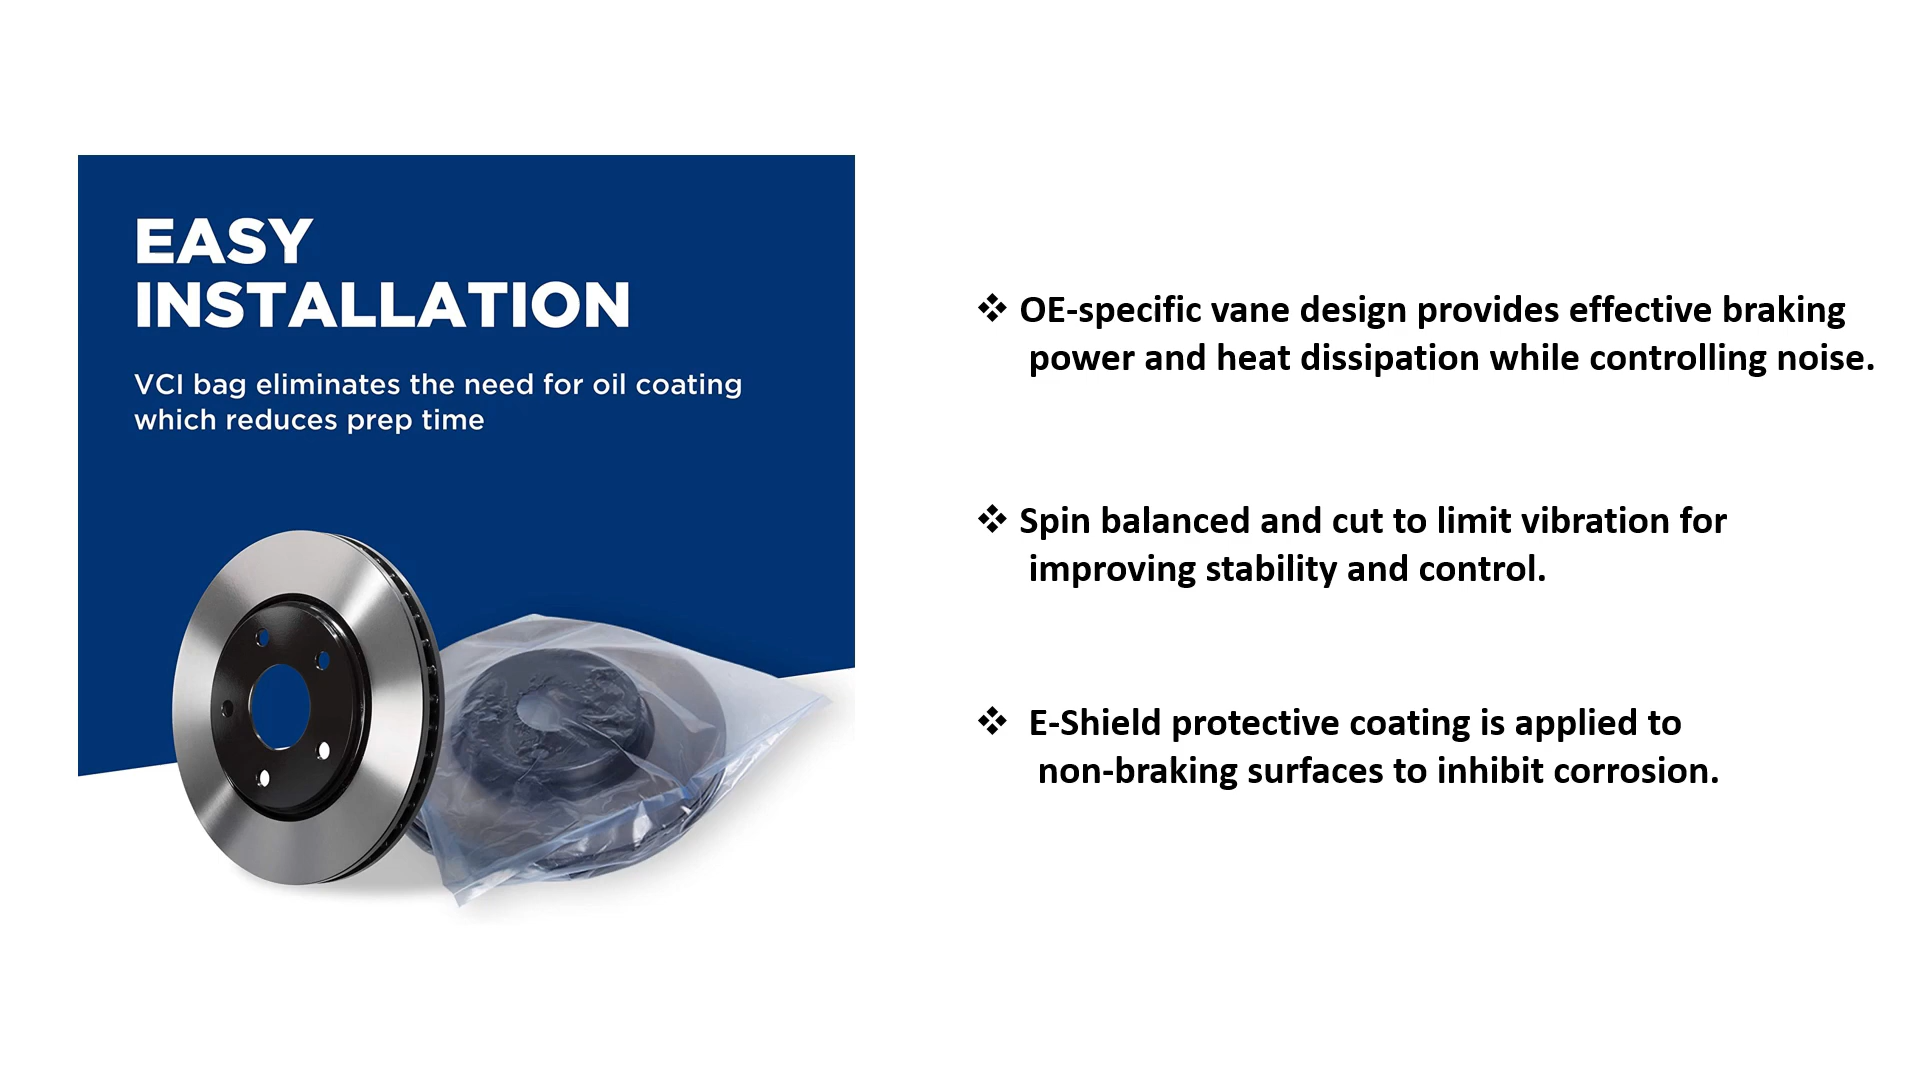 EASY
INSTALLATION
VCI bag eliminates the need for oil coating
which reduces prep time
❖ OE-specific vane design provides effective braking
power and heat dissipation while controlling noise.
❖ Spin balanced and cut to limit vibration for
improving stability and control.
❖ E-Shield protective coating is applied to
non-braking surfaces to inhibit corrosion.